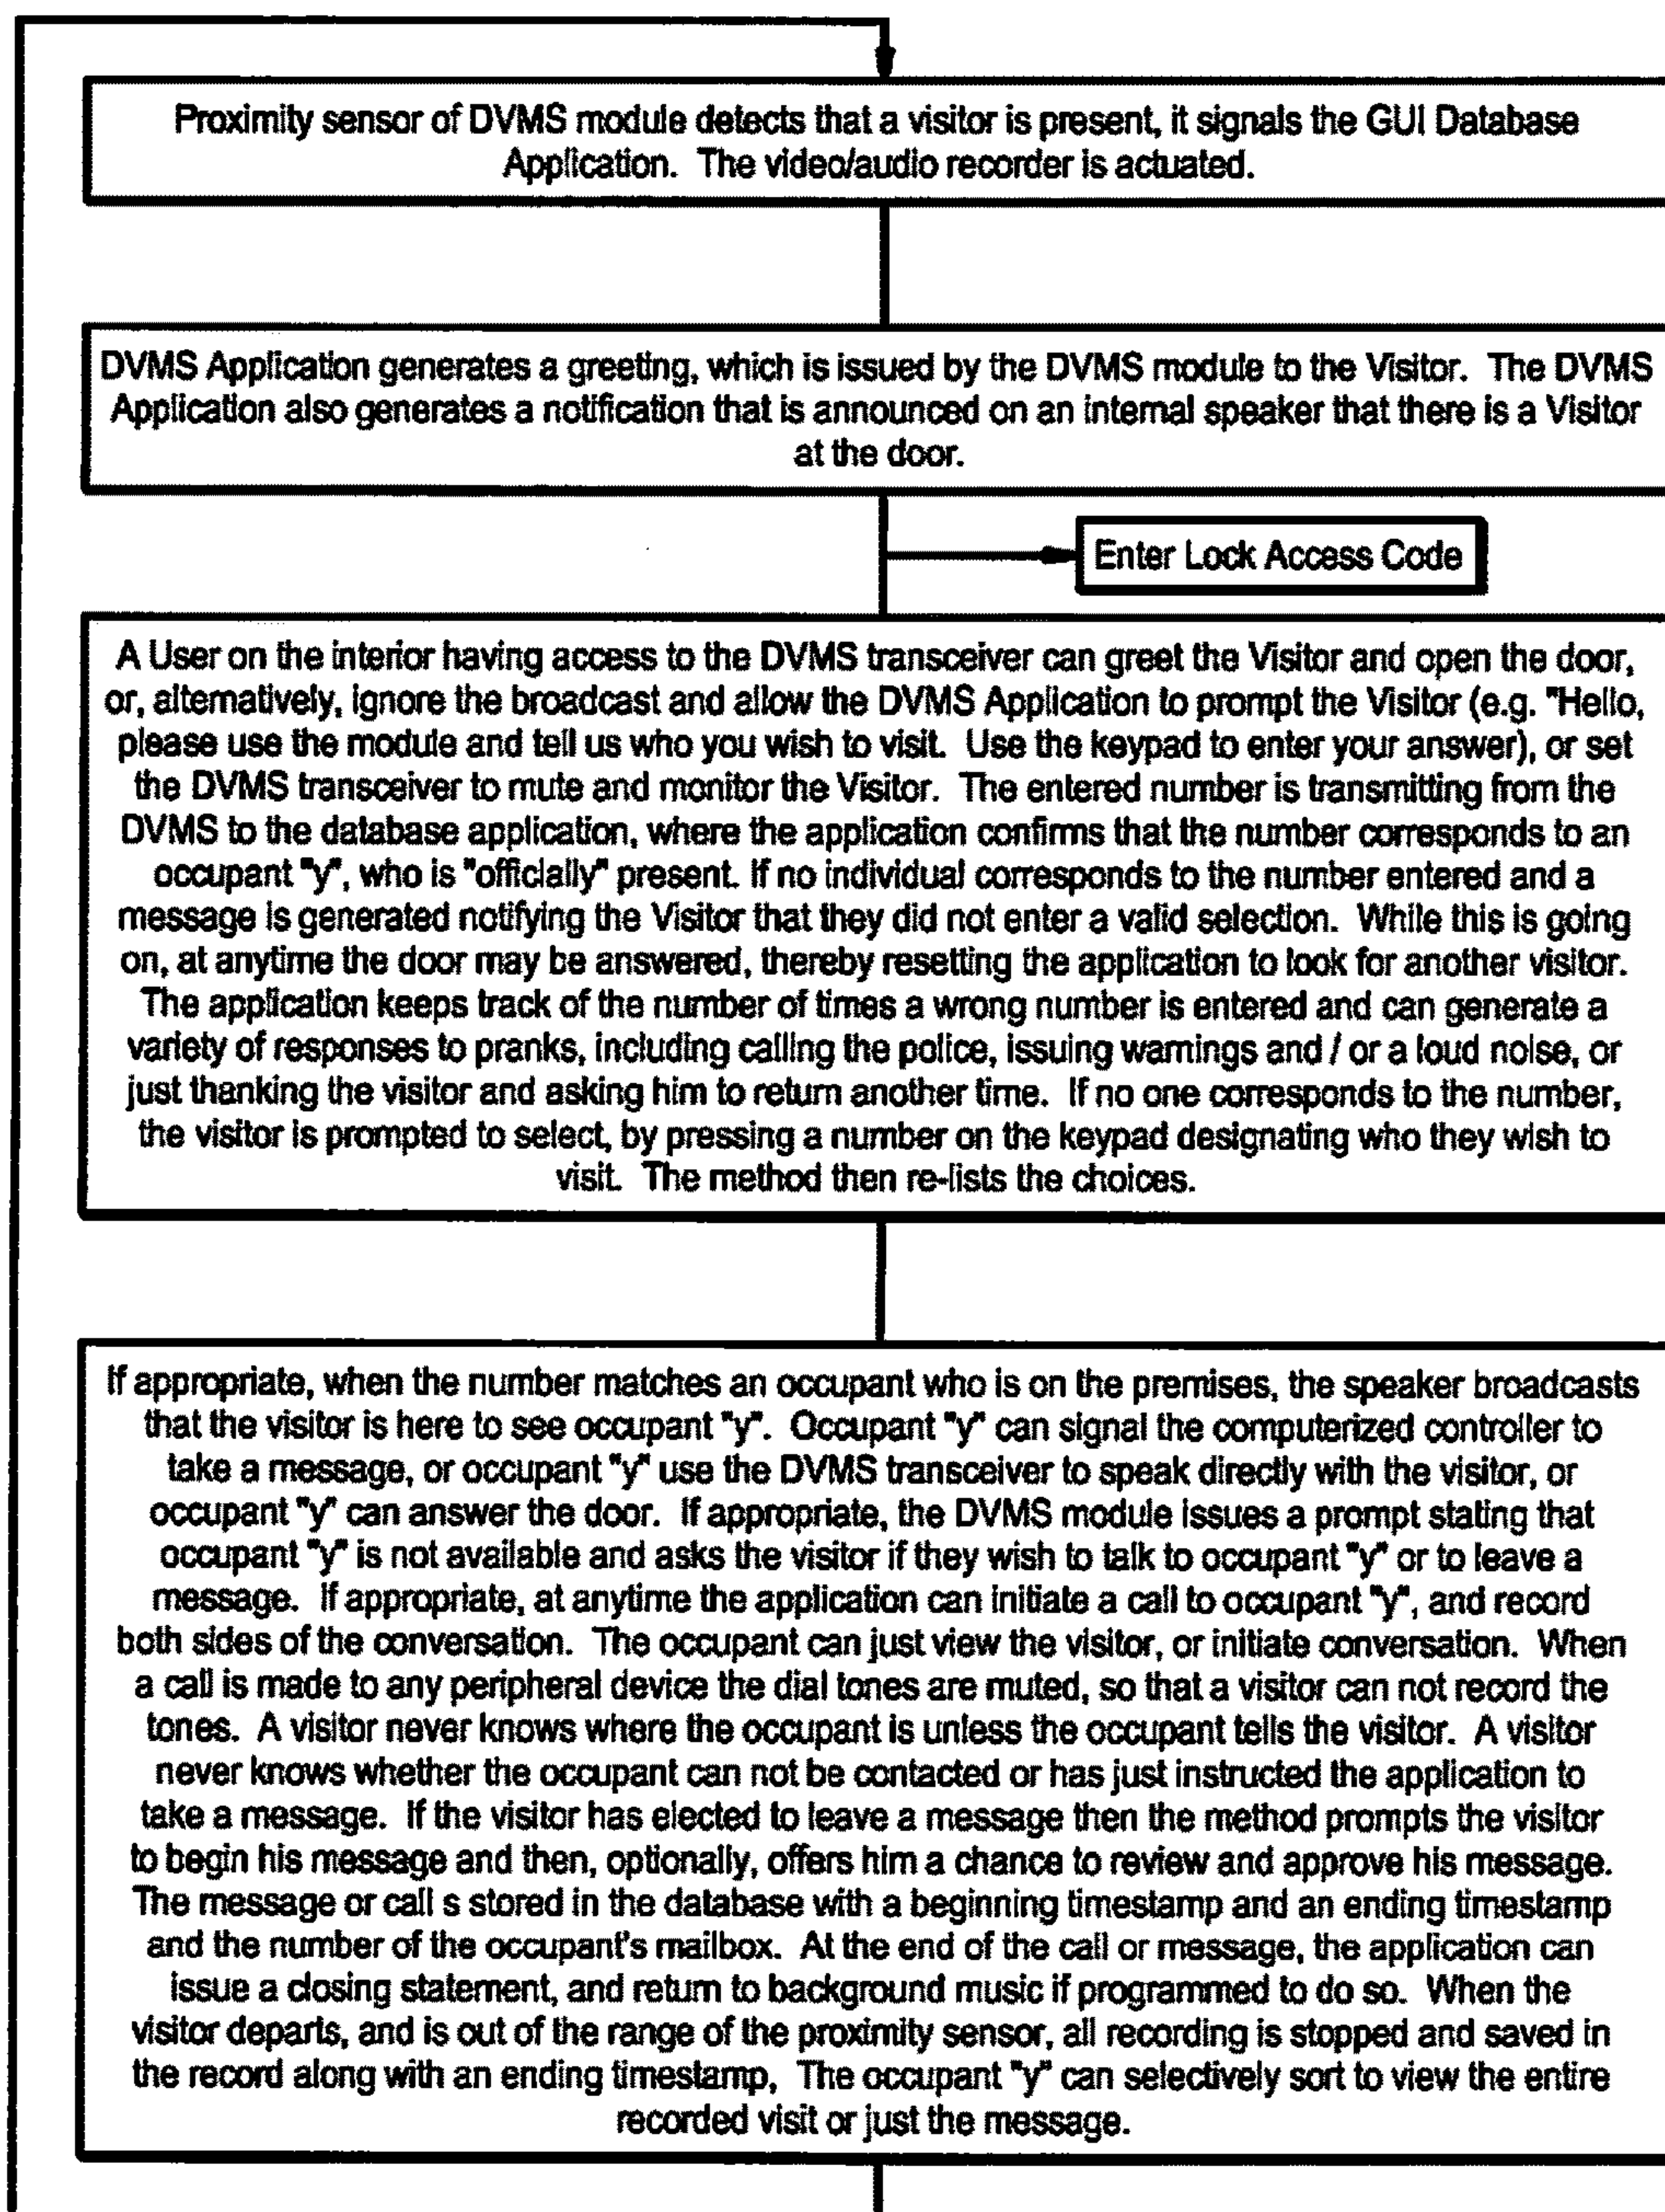 Proximity sensor of DVMS module detects that a visitor is present, it signals the GUI Database
Application. The video/audio recorder is actuated.
DVMS Application generates a greeting, which is issued by the DVMS module to the Visitor. The DVMS
Application also generates a notification that is announced on an internal speaker that there is a Visitor
at the door.
Enter Lock Access Code
A User on the interior having access to the DVMS transceiver can greet the Visitor and open the door,
or, alternatively, ignore the broadcast and allow the DVMS Application to prompt the Visitor (e.g. "Hello,
please use the module and tell us who you wish to visit. Use the keypad to enter your answer), or set
the DVMS transceiver to mute and monitor the Visitor. The entered number is transmitting from the
DVMS to the database application, where the application confirms that the number corresponds to an
occupant "y", who is "officially" present. If no individual corresponds to the number entered and a
message is generated notifying the Visitor that they did not enter a valid selection. While this is going
on, at anytime the door may be answered, thereby resetting the application to look for another visitor.
The application keeps track of the number of times a wrong number is entered and can generate a
variety of responses to pranks, including calling the police, issuing warnings and / or a loud noise, or
just thanking the visitor and asking him to return another time. If no one corresponds to the number,
the visitor is prompted to select, by pressing a number on the keypad designating who they wish to
visit. The method then re-lists the choices.
If appropriate, when the number matches an occupant who is on the premises, the speaker broadcasts
that the visitor is here to see occupant "y". Occupant "y" can signal the computerized controller to
take a message, or occupant "y" use the DVMS transceiver to speak directly with the visitor, or
occupant "y" can answer the door. If appropriate, the DVMS module issues a prompt stating that
occupant "y" is not available and asks the visitor if they wish to talk to occupant "y" or to leave a
message. If appropriate, at anytime the application can initiate a call to occupant "y", and record
both sides of the conversation. The occupant can just view the visitor, or initiate conversation. When
a call is made to any peripheral device the dial tones are muted, so that a visitor can not record the
tones. A visitor never knows where the occupant is unless the occupant tells the visitor. A visitor
never knows whether the occupant can not be contacted or has just instructed the application to
take a message. If the visitor has elected to leave a message then the method prompts the visitor
to begin his message and then, optionally, offers him a chance to review and approve his message.
The message or call s stored in the database with a beginning timestamp and an ending timestamp
and the number of the occupant's mailbox. At the end of the call or message, the application can
issue a closing statement, and return to background music if programmed to do so. When the
visitor departs, and is out of the range of the proximity sensor, all recording is stopped and saved in
the record along with an ending timestamp, The occupant "y" can selectively sort to view the entire
recorded visit or just the message.